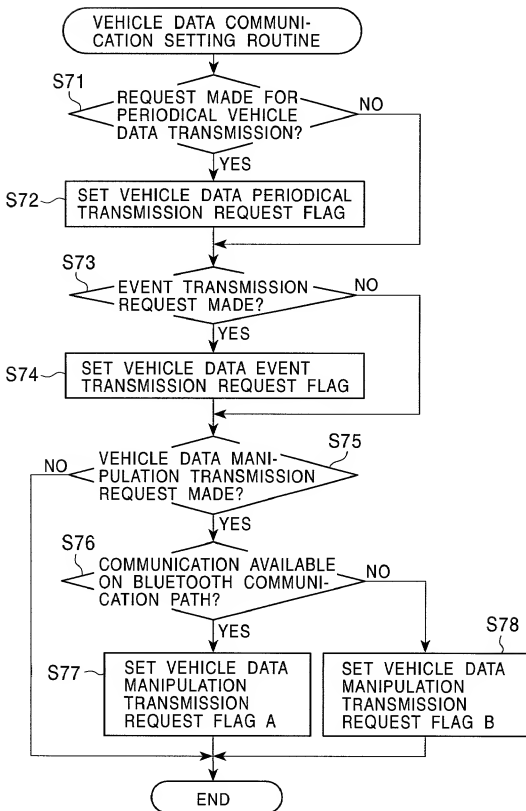 VEHICLE DATA COMMUNI-
CATION SETTING ROUTINE
S71
REQUEST MADE FOR
PERIODICAL VEHICLE
DATA TRANSMISSION?
NO
YES
S72
SET VEHICLE DATA PERIODICAL
TRANSMISSION REQUEST FLAG
S73
EVENT TRANSMISSION
REQUEST MADE?
NO
YES
S74
SET VEHICLE DATA EVENT
TRANSMISSION REQUEST FLAG
S75
NO
VEHICLE DATA MANI-
PULATION TRANSMISSION
REQUEST MADE?
YES
S76
COMMUNICATION AVAILABLE
ON BLUETOOTH COMMUNI-
CATION PATH?
NO
YES
S77
SET VEHICLE DATA
MANIPULATION
TRANSMISSION
REQUEST FLAG A
S78
SET VEHICLE DATA
MANIPULATION
TRANSMISSION
REQUEST FLAG B
END